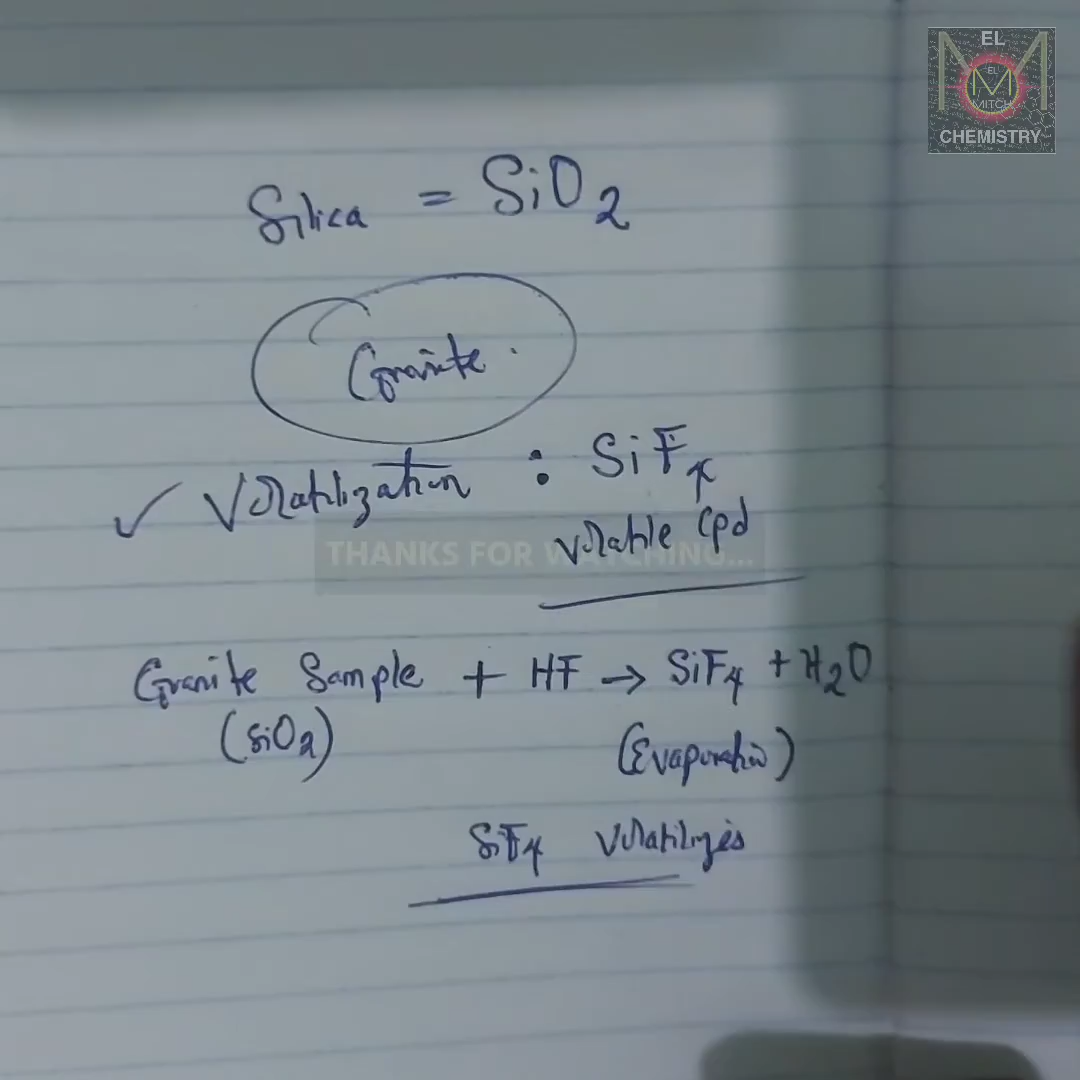 EL
EL
M
MITCH
CHEMISTRY
Silica = SiO2
Granite.
✓ Volatilization : SiF4
Volatile Cpd
THANKS FOR WATCHING...
Granite Sample + HF → SiF4 + H2O
(SiO2) (Evaporation)
SiF4 Volatilizes